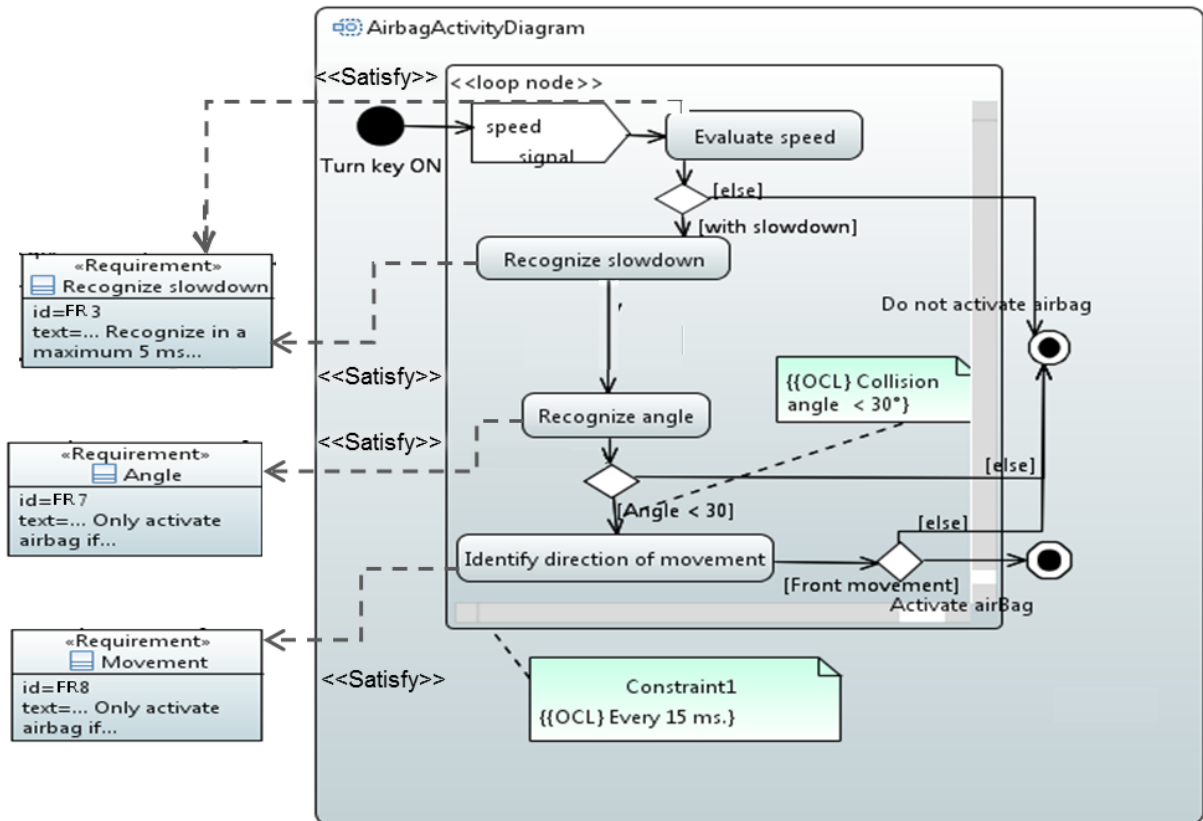 AirbagActivityDiagram
<<Satisfy>>
<<loop node>>
speed
signal
Evaluate speed
Turn key ON
[else]
[with slowdown]
Recognize slowdown
«Requirement»
Recognize slowdown
id=FR3
text=... Recognize in a
maximum 5 ms...
Do not activate airbag
<<Satisfy>>
{{OCL} Collision
angle < 30°}
Recognize angle
<<Satisfy>>
«Requirement»
Angle
id=FR7
text=... Only activate
airbag if...
[else]
[Angle < 30]
[else]
Identify direction of movement
[Front movement]
Activate airBag
«Requirement»
Movement
id=FR8
text=... Only activate
airbag if...
<<Satisfy>>
Constraint1
{{OCL} Every 15 ms.}